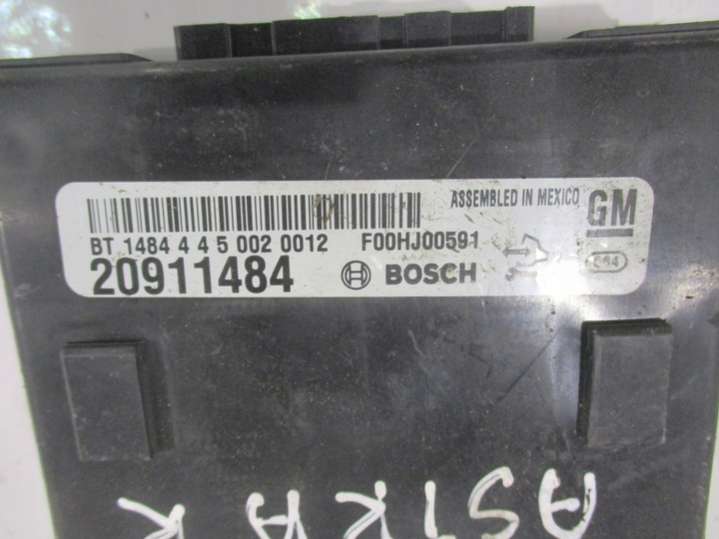 ASSEMBLED IN MEXICO
GM
BT 1484 4 4 5 002 0012 F00HJ00591
20911484 BOSCH
ASTRA K